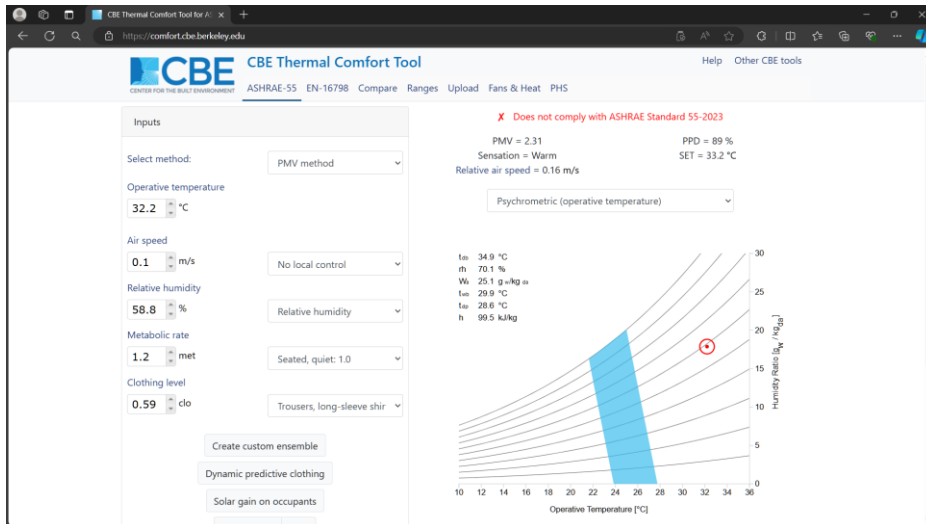 CBE Thermal Comfort Tool for AS
https://comfort.cbe.berkeley.edu
CBE
CENTER FOR THE BUILT ENVIRONMENT
CBE Thermal Comfort Tool
Help Other CBE tools
ASHRAE-55 EN-16798 Compare Ranges Upload Fans & Heat PHS
Inputs
Select method:
PMV method
Operative temperature
32.2 °C
Air speed
0.1 m/s
No local control
Relative humidity
58.8 %
Relative humidity
Metabolic rate
1.2 met
Seated, quiet: 1.0
Clothing level
0.59 clo
Trousers, long-sleeve shir
Create custom ensemble
Dynamic predictive clothing
Solar gain on occupants
✗ Does not comply with ASHRAE Standard 55-2023
PMV = 2.31 PPD = 89 %
Sensation = Warm SET = 33.2 °C
Relative air speed = 0.16 m/s
Psychrometric (operative temperature)
tdb 34.9 °C
rh 70.1 %
Wa 25.1 g w/kg da
twb 29.9 °C
tdp 28.6 °C
h 99.5 kJ/kg
30
25
20
15
10
5
0
Humidity Ratio [gw / kgda]
10 12 14 16 18 20 22 24 26 28 30 32 34 36
Operative Temperature [°C]